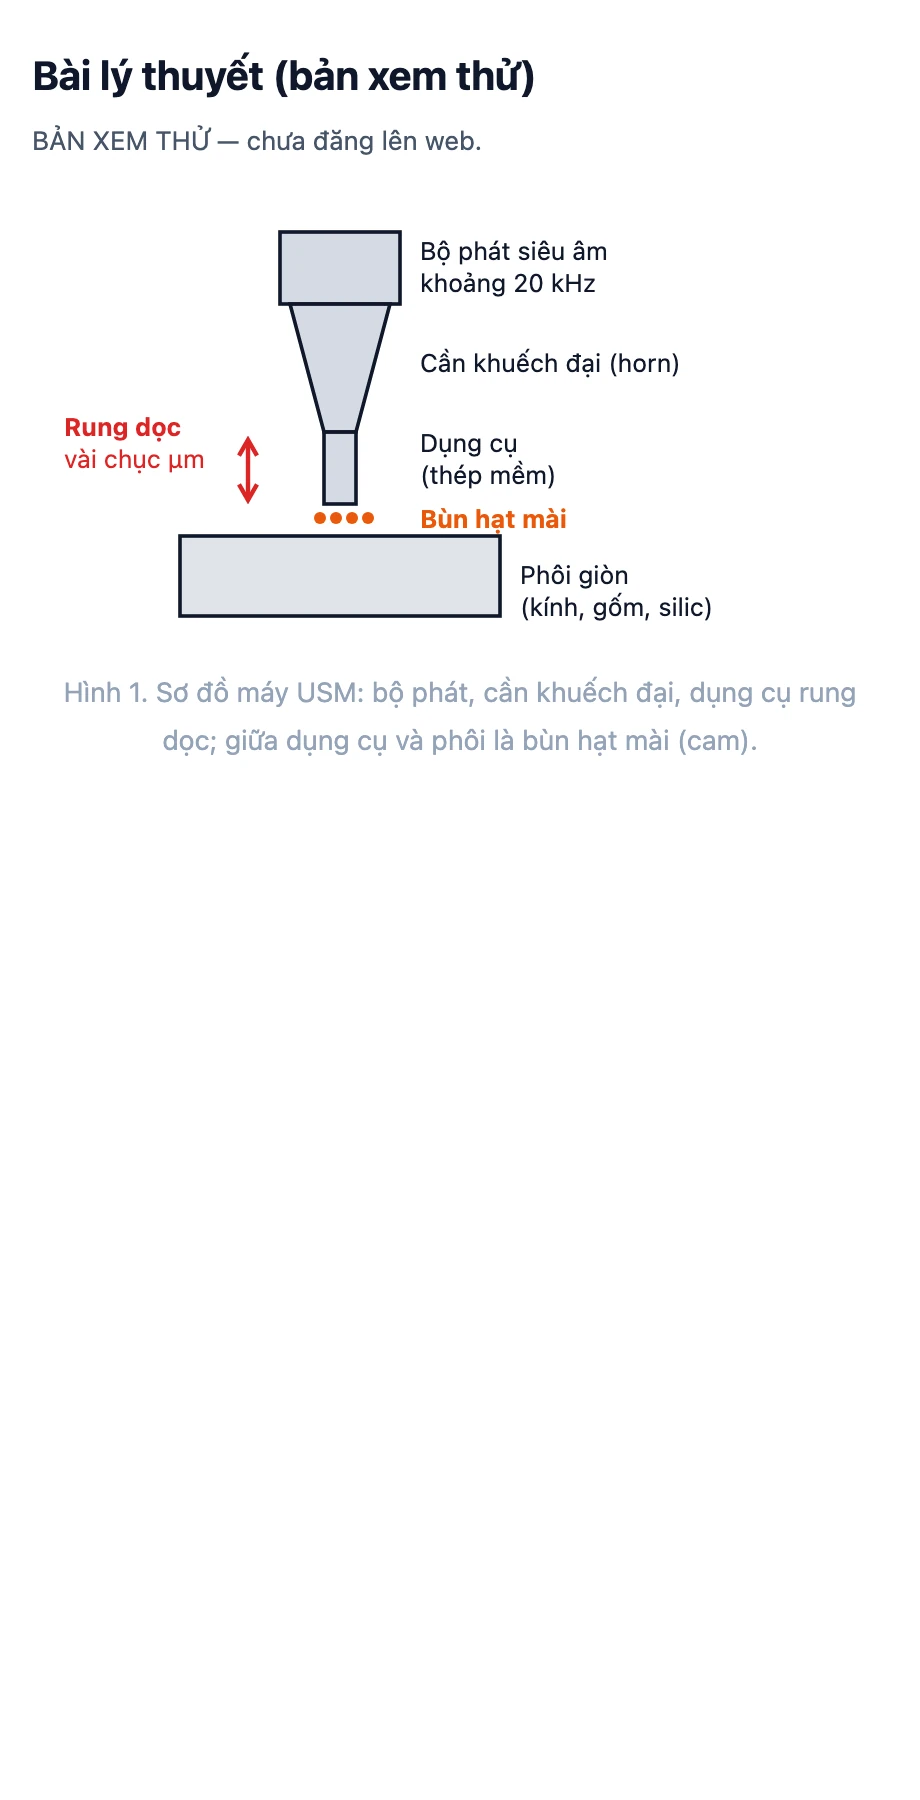 Bài lý thuyết (bản xem thử)
BẢN XEM THỬ — chưa đăng lên web.
Bộ phát siêu âm
khoảng 20 kHz
Cần khuếch đại (horn)
Rung dọc
vài chục µm
Dụng cụ
(thép mềm)
Bùn hạt mài
Phôi giòn
(kính, gốm, silic)
Hình 1. Sơ đồ máy USM: bộ phát, cần khuếch đại, dụng cụ rung
dọc; giữa dụng cụ và phôi là bùn hạt mài (cam).